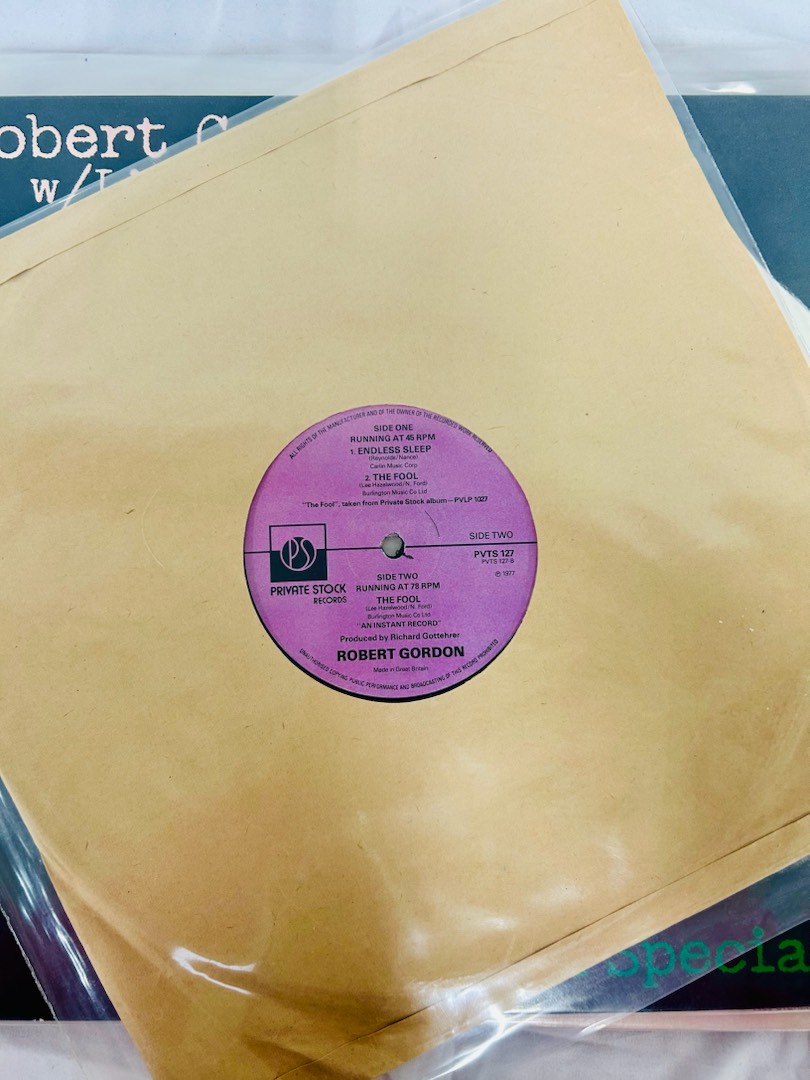 obert G
w/Li
ALL RIGHTS OF THE MANUFACTURER AND OF THE OWNER OF THE RECORDED WORK RESERVED
SIDE ONE
RUNNING AT 45 RPM
1. ENDLESS SLEEP
(Reynolds/Nance)
Carlin Music Corp
2. THE FOOL
(Lee Hazelwood/N. Ford)
Burlington Music Co Ltd
"The Fool", taken from Private Stock album — PVLP 1027
SIDE TWO
PS
PVTS 127
PVTS 127-B
℗ 1977
PRIVATE STOCK
RECORDS
SIDE TWO
RUNNING AT 78 RPM
THE FOOL
(Lee Hazelwood/N. Ford)
Burlington Music Co Ltd.
"AN INSTANT RECORD"
Produced by Richard Gottehrer
ROBERT GORDON
Made in Great Britain
UNAUTHORISED COPYING PUBLIC PERFORMANCE AND BROADCASTING OF THIS RECORD PROHIBITED
Specia